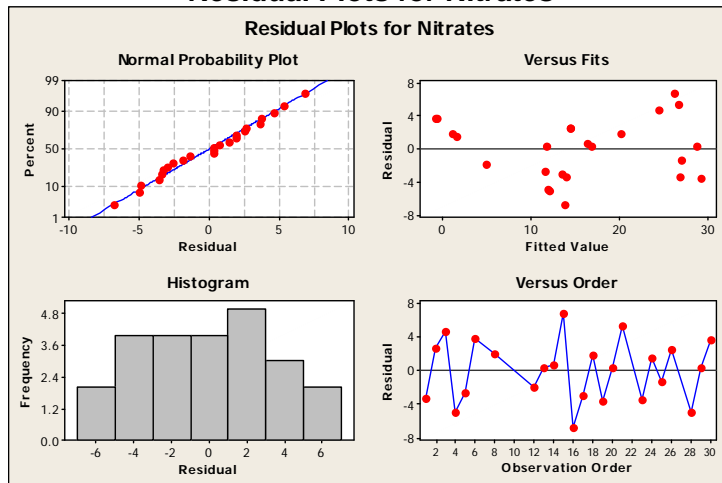 Residual Plots for Nitrates
Residual Plots for Nitrates
Normal Probability Plot
99
90
50
10
1
Percent
-10 -5 0 5 10
Residual
Versus Fits
8
4
0
-4
-8
Residual
0 10 20 30
Fitted Value
Histogram
4.8
3.6
2.4
1.2
0.0
Frequency
-6 -4 -2 0 2 4 6
Residual
Versus Order
8
4
0
-4
-8
Residual
2 4 6 8 10 12 14 16 18 20 22 24 26 28 30
Observation Order